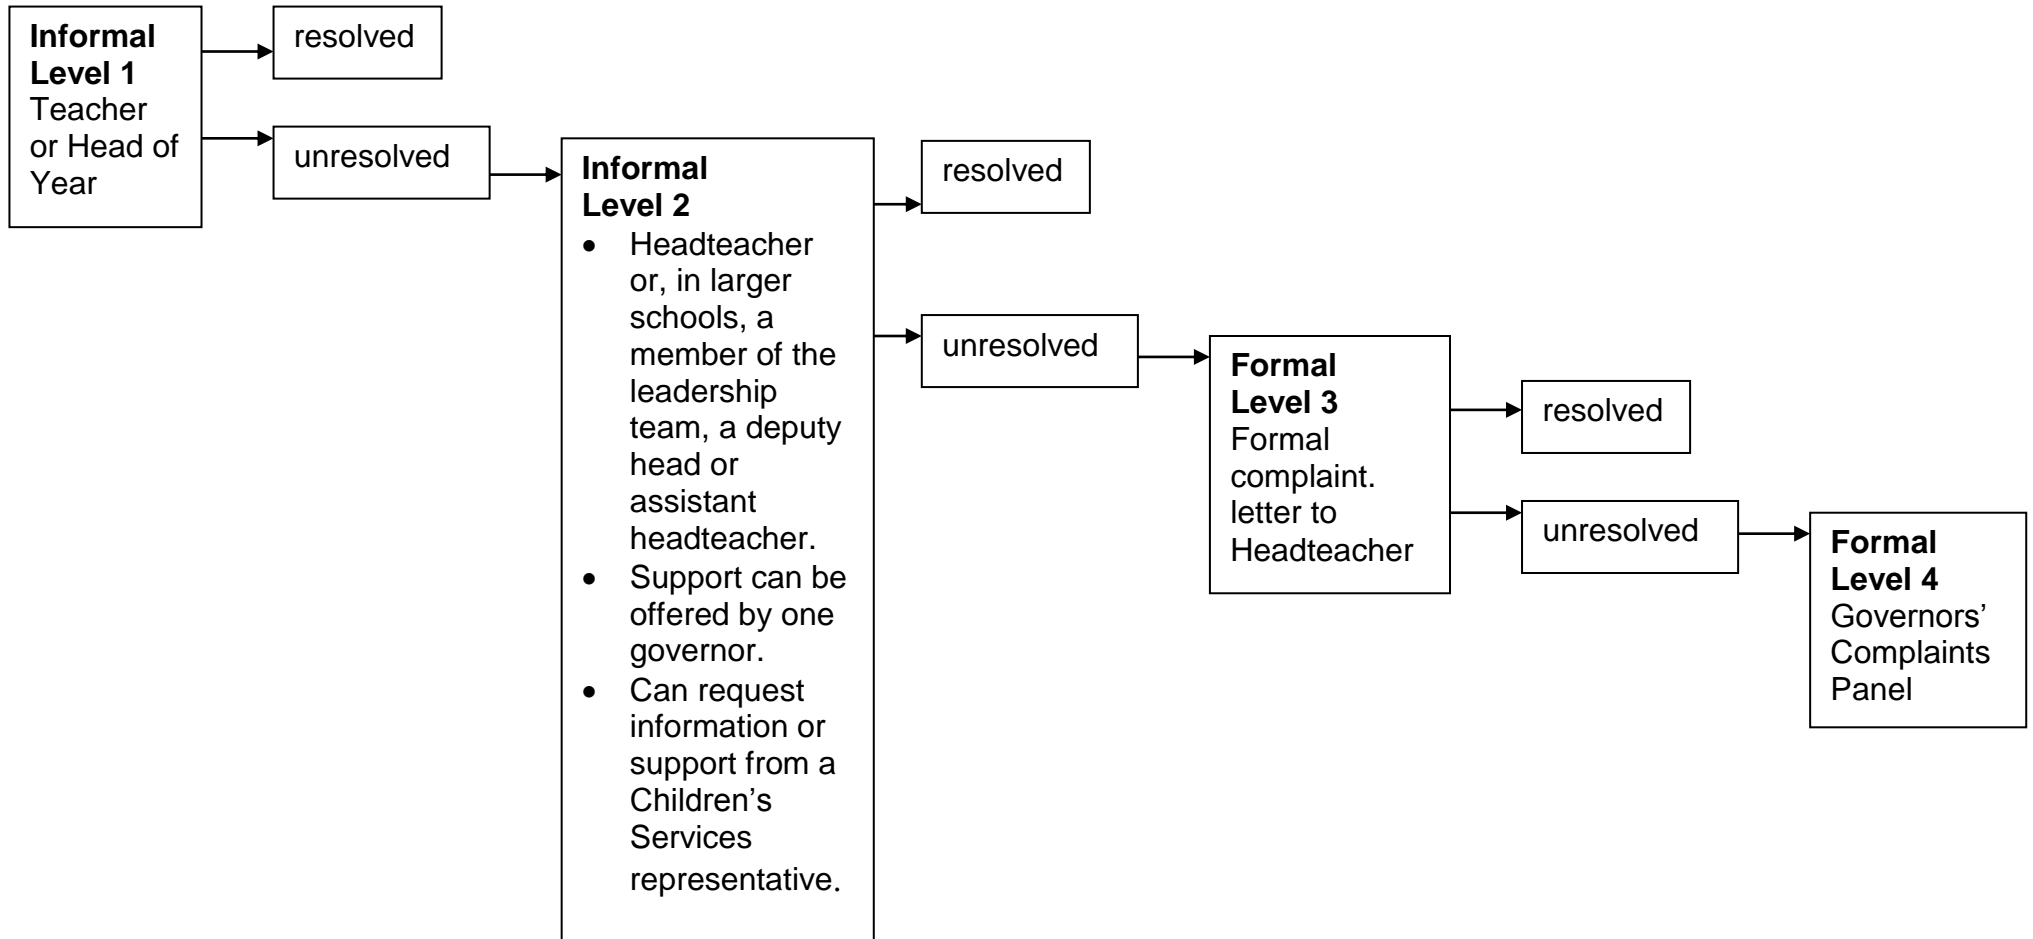 Informal
Level 1
Teacher
or Head of
Year
resolved
unresolved
Informal
Level 2
• Headteacher
or, in larger
schools, a
member of the
leadership
team, a deputy
head or
assistant
headteacher.
• Support can be
offered by one
governor.
• Can request
information or
support from a
Children’s
Services
representative.
resolved
unresolved
Formal
Level 3
Formal
complaint.
letter to
Headteacher
resolved
unresolved
Formal
Level 4
Governors’
Complaints
Panel